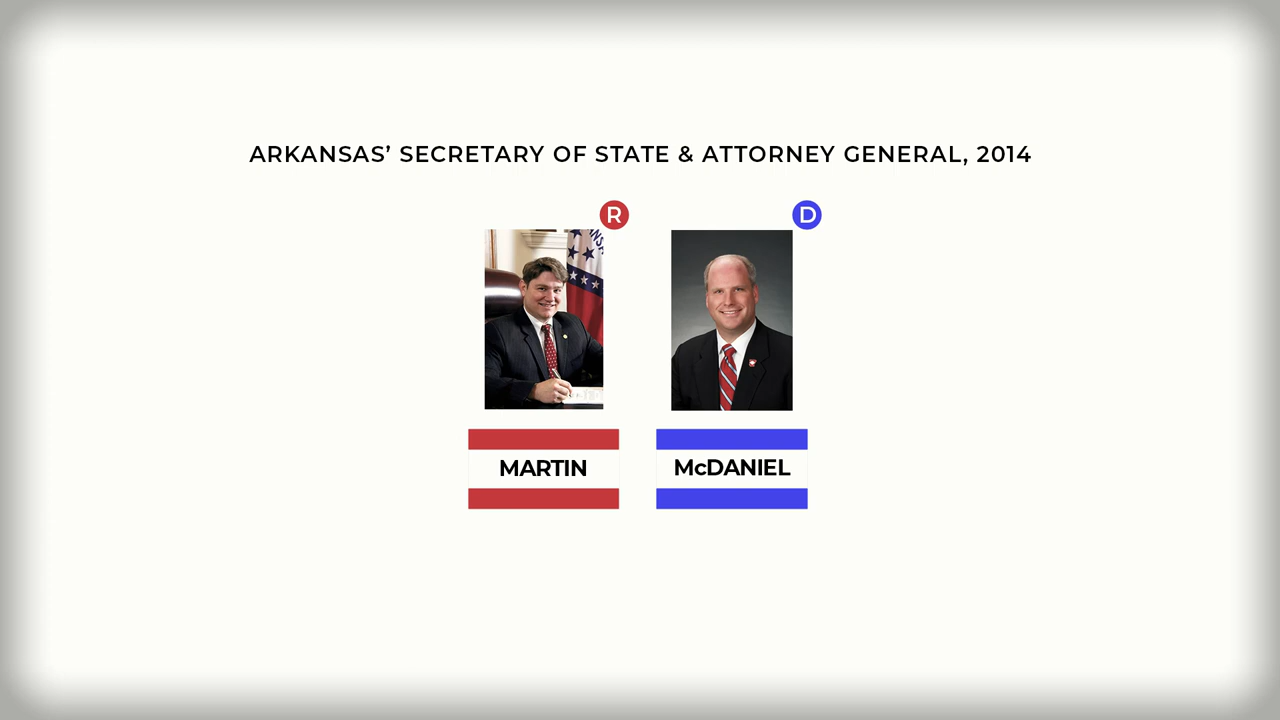 ARKANSAS’ SECRETARY OF STATE & ATTORNEY GENERAL, 2014
R
D
MARTIN
McDANIEL